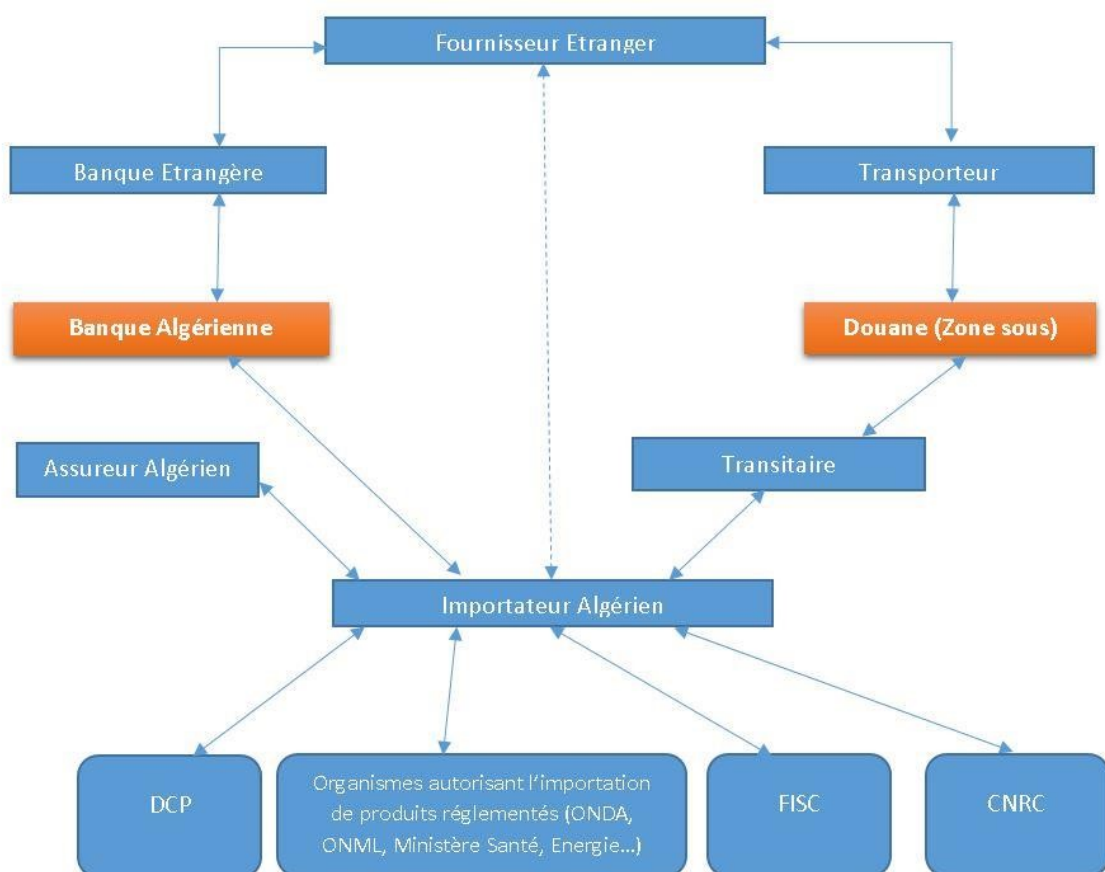 Fournisseur Etranger
Banque Etrangère
Transporteur
Banque Algérienne
Douane (Zone sous)
Assureur Algérien
Transitaire
Importateur Algérien
DCP
Organismes autorisant l'importation
de produits réglementés (ONDA,
ONML, Ministère Santé, Energie...)
FISC
CNRC